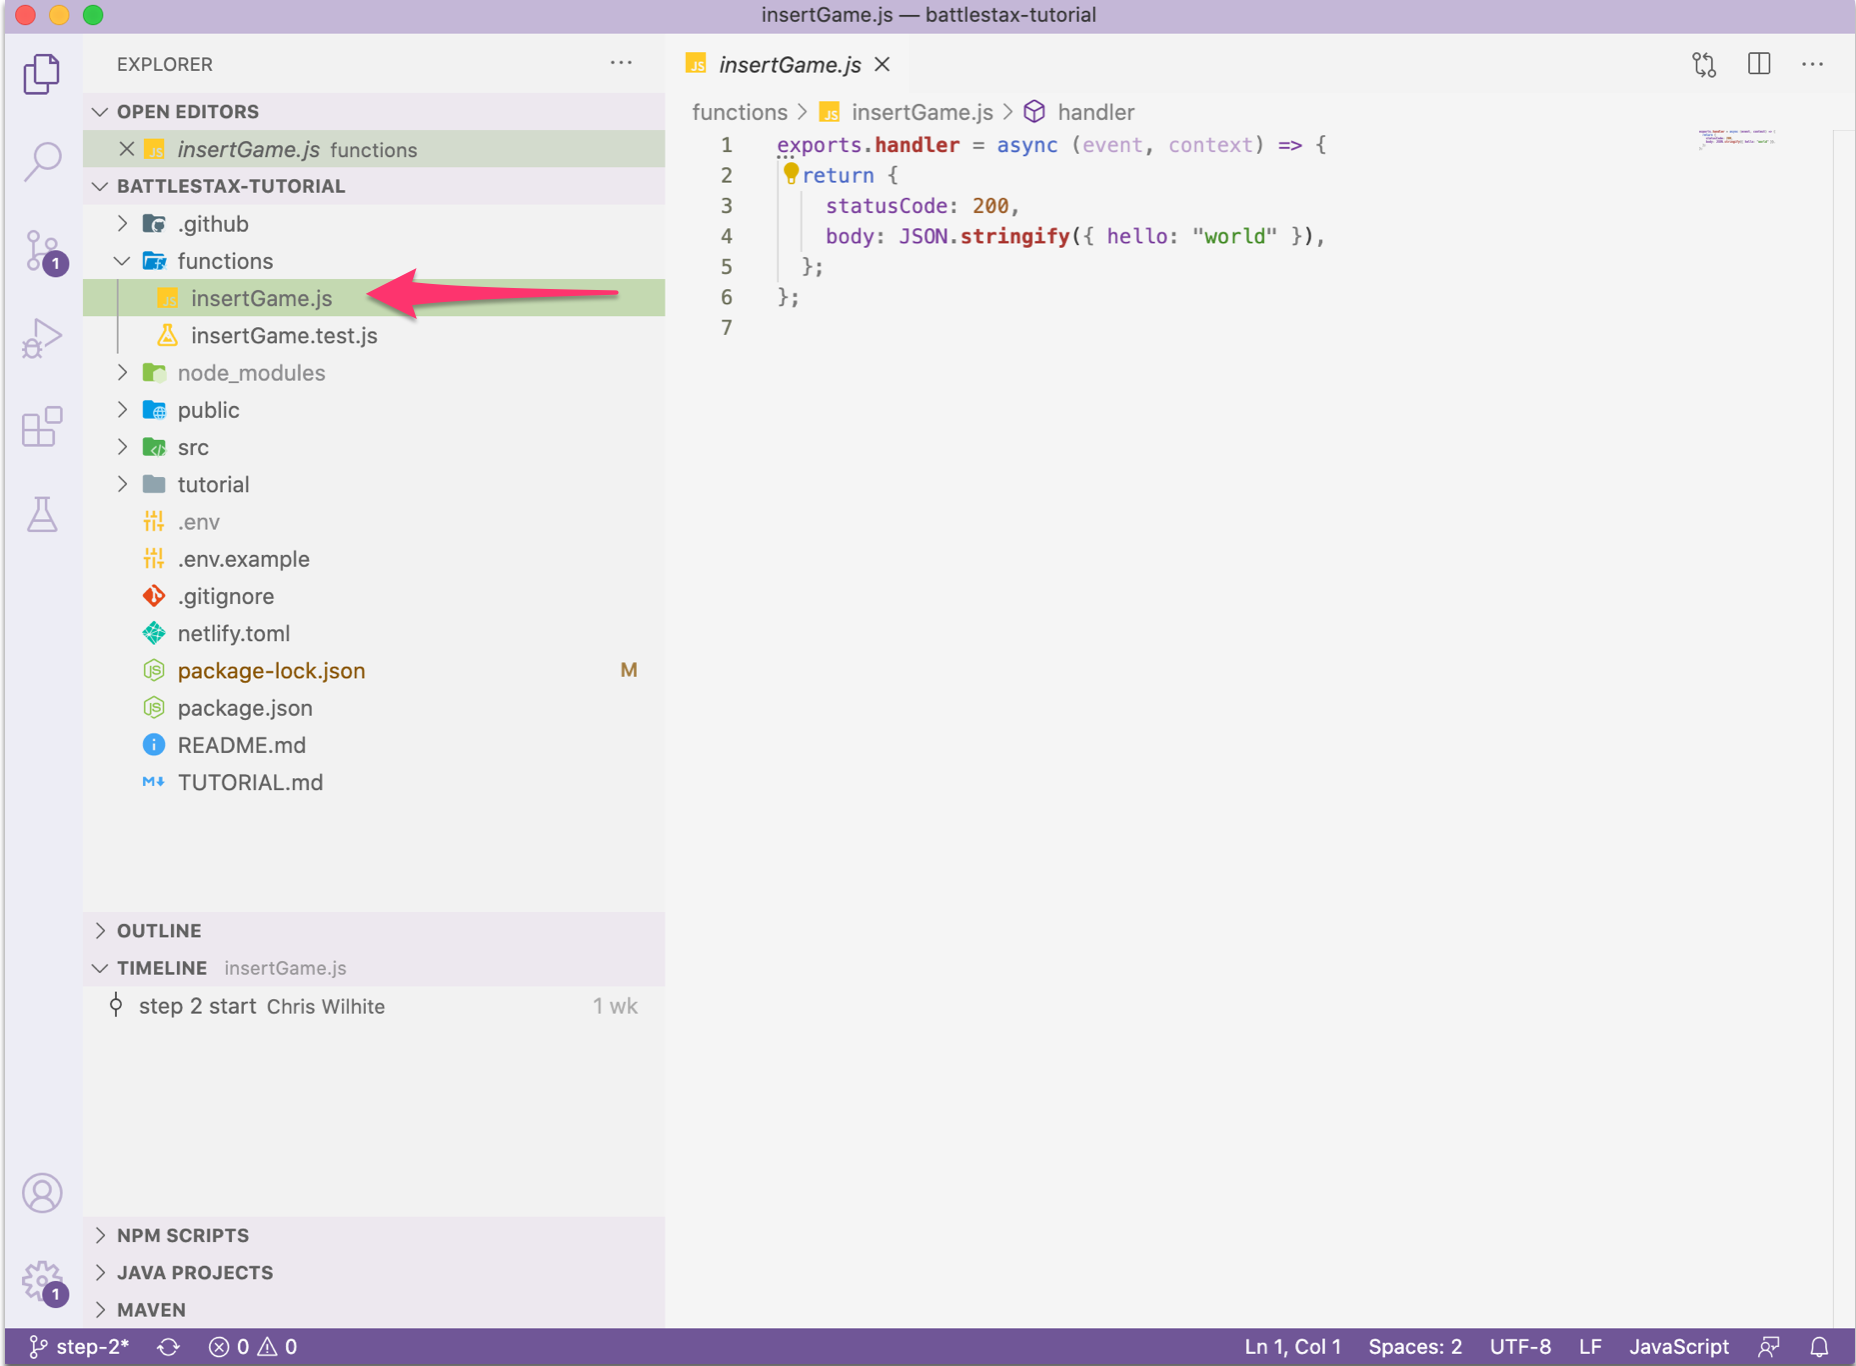 insertGame.js — battlestax-tutorial
EXPLORER
OPEN EDITORS
insertGame.js functions
BATTLESTAX-TUTORIAL
.github
functions
insertGame.js
insertGame.test.js
node_modules
public
src
tutorial
.env
.env.example
.gitignore
netlify.toml
package-lock.json M
package.json
README.md
TUTORIAL.md
OUTLINE
TIMELINE insertGame.js
step 2 start Chris Wilhite 1 wk
NPM SCRIPTS
JAVA PROJECTS
MAVEN
1
1
JS insertGame.js
functions > JS insertGame.js > handler
1 exports.handler = async (event, context) => {
2 return {
3 statusCode: 200,
4 body: JSON.stringify({ hello: "world" }),
5 };
6 };
7
step-2* 0 0 Ln 1, Col 1 Spaces: 2 UTF-8 LF JavaScript